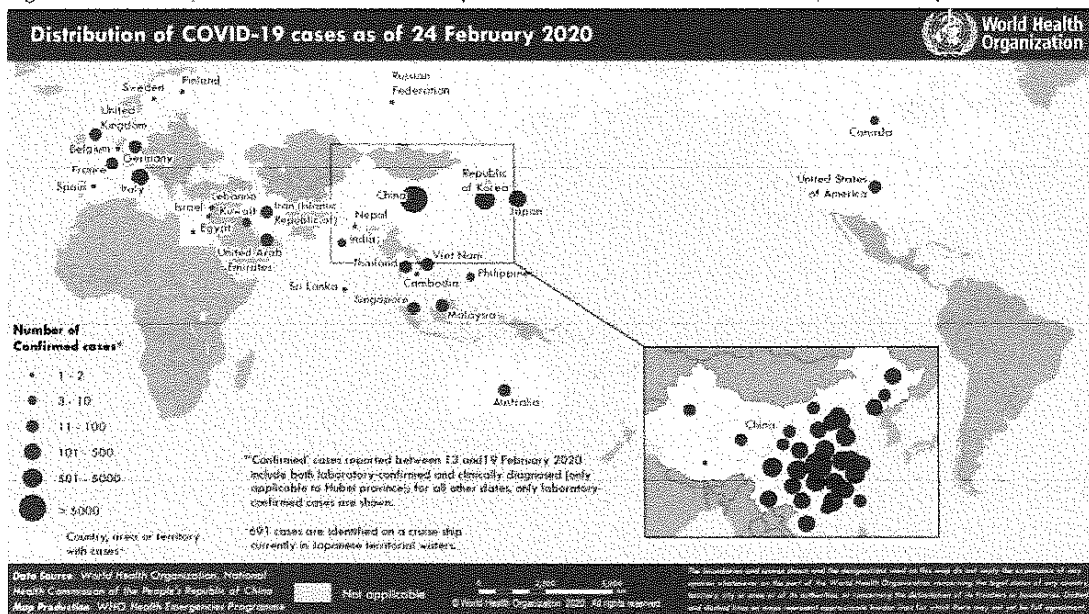 Distribution of COVID-19 cases as of 24 February 2020
World Health
Organization
Finland
Sweden
Russian
Federation
United
Kingdom
Belgium
Germany
France
Spain
Italy
Canada
United States
of America
Republic
of Korea
China
Japan
Lebanon
Israel
Kuwait
Iran (Islamic
Republic of)
Egypt
Nepal
India
United Arab
Emirates
Thailand
Viet Nam
Cambodia
Philippines
Sri Lanka
Singapore
Malaysia
Australia
China
Number of
Confirmed cases*
1 - 2
3 - 10
11 - 100
101 - 500
501 - 5000
> 5000
Country, area or territory
with cases
"Confirmed" cases reported between 13 and 19 February 2020
include both laboratory-confirmed and clinically diagnosed (only
applicable to Hubei province); for all other dates, only laboratory-
confirmed cases are shown.
691 cases are identified on a cruise ship
currently in Japanese territorial waters.
Data Source: World Health Organization, National
Health Commission of the People's Republic of China
Map Production: WHO Health Emergencies Programme
Not applicable
© World Health Organization 2020. All rights reserved.